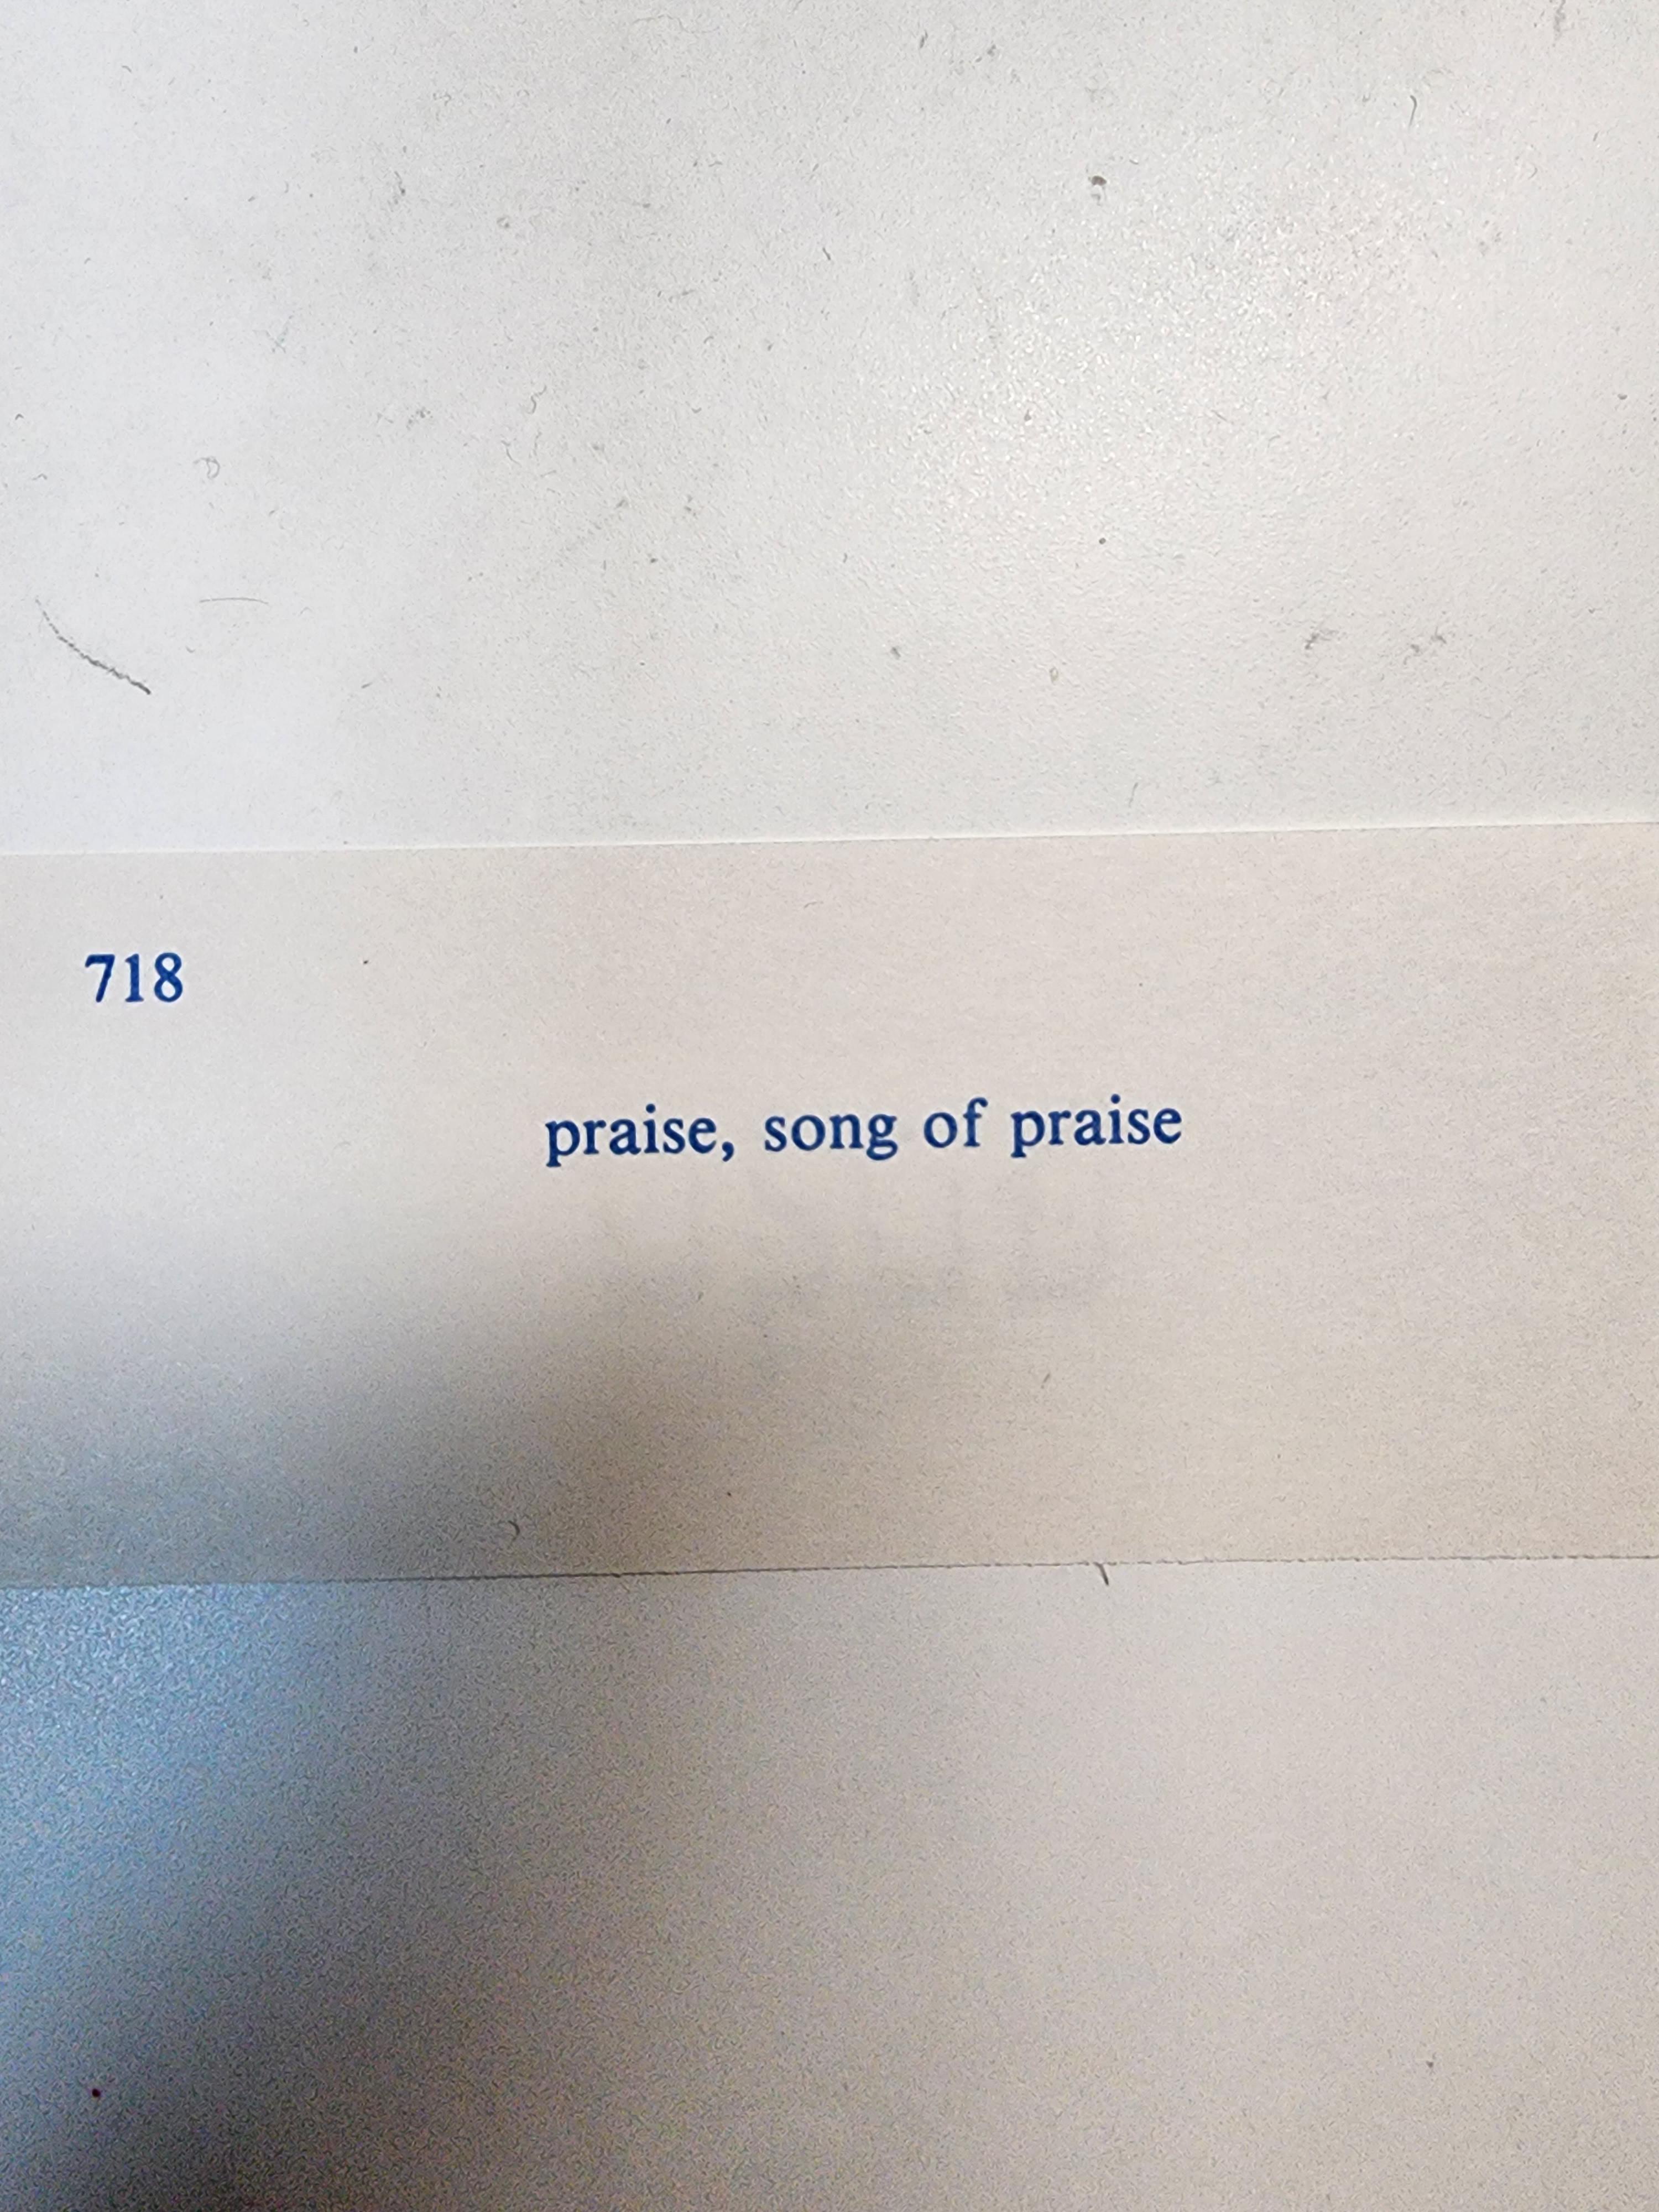 718
praise, song of praise